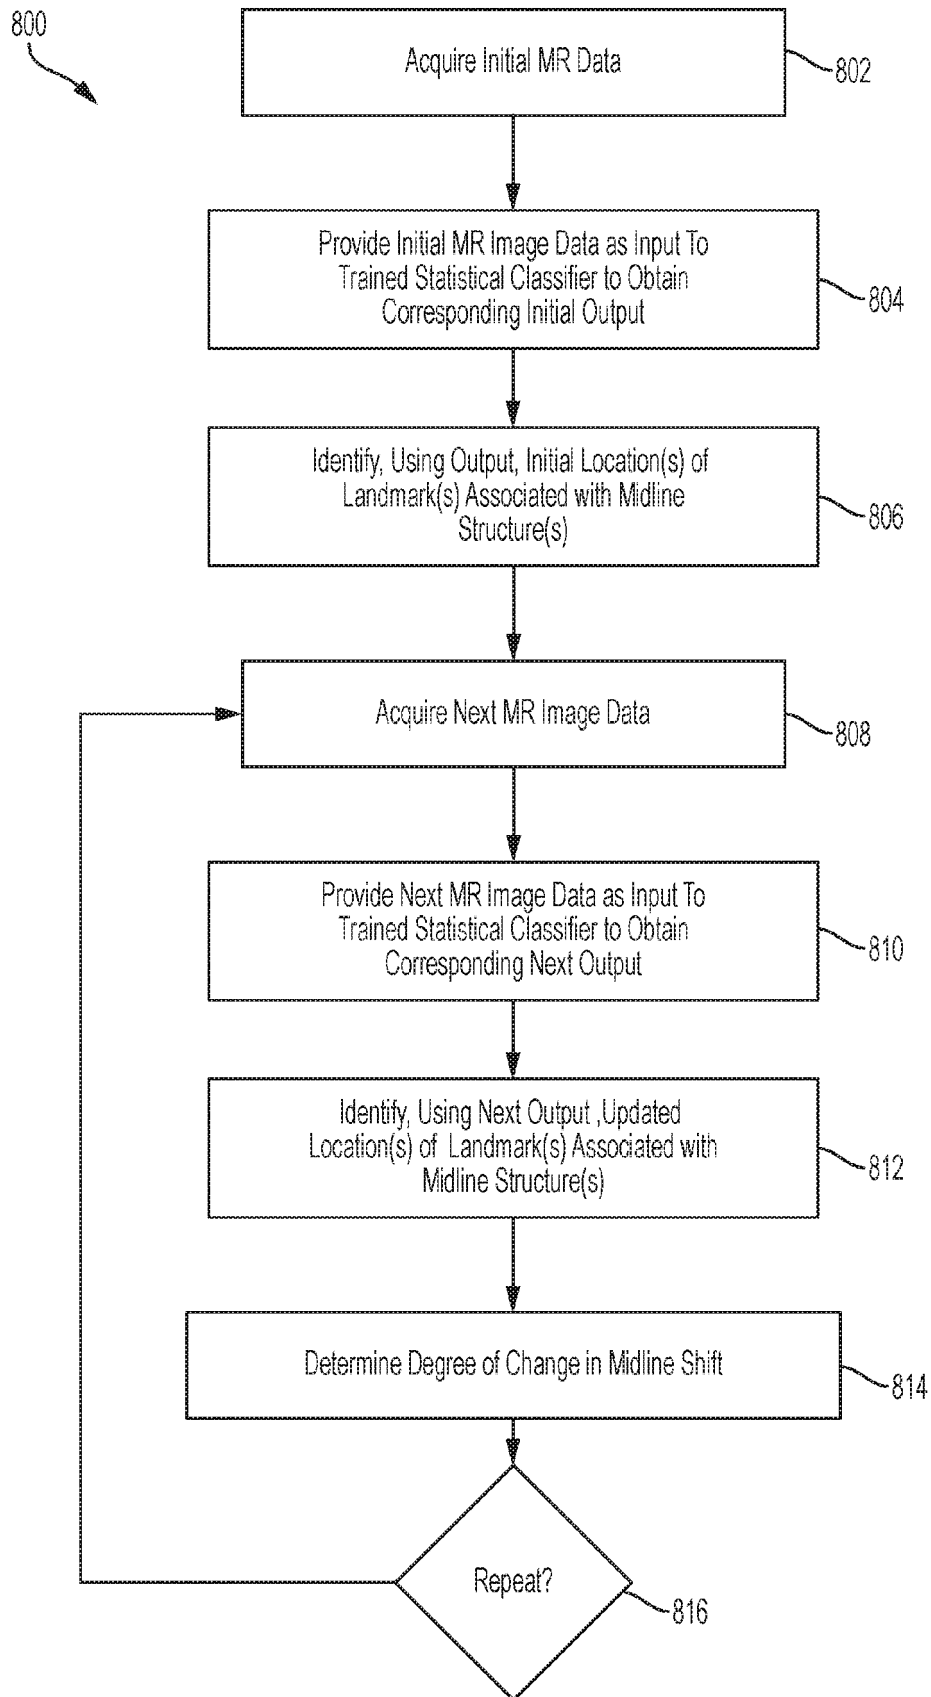 800
Acquire Initial MR Data
802
Provide Initial MR Image Data as Input To
Trained Statistical Classifier to Obtain
Corresponding Initial Output
804
Identify, Using Output, Initial Location(s) of
Landmark(s) Associated with Midline
Structure(s)
806
Acquire Next MR Image Data
808
Provide Next MR Image Data as Input To
Trained Statistical Classifier to Obtain
Corresponding Next Output
810
Identify, Using Next Output ,Updated
Location(s) of Landmark(s) Associated with
Midline Structure(s)
812
Determine Degree of Change in Midline Shift
814
Repeat?
816